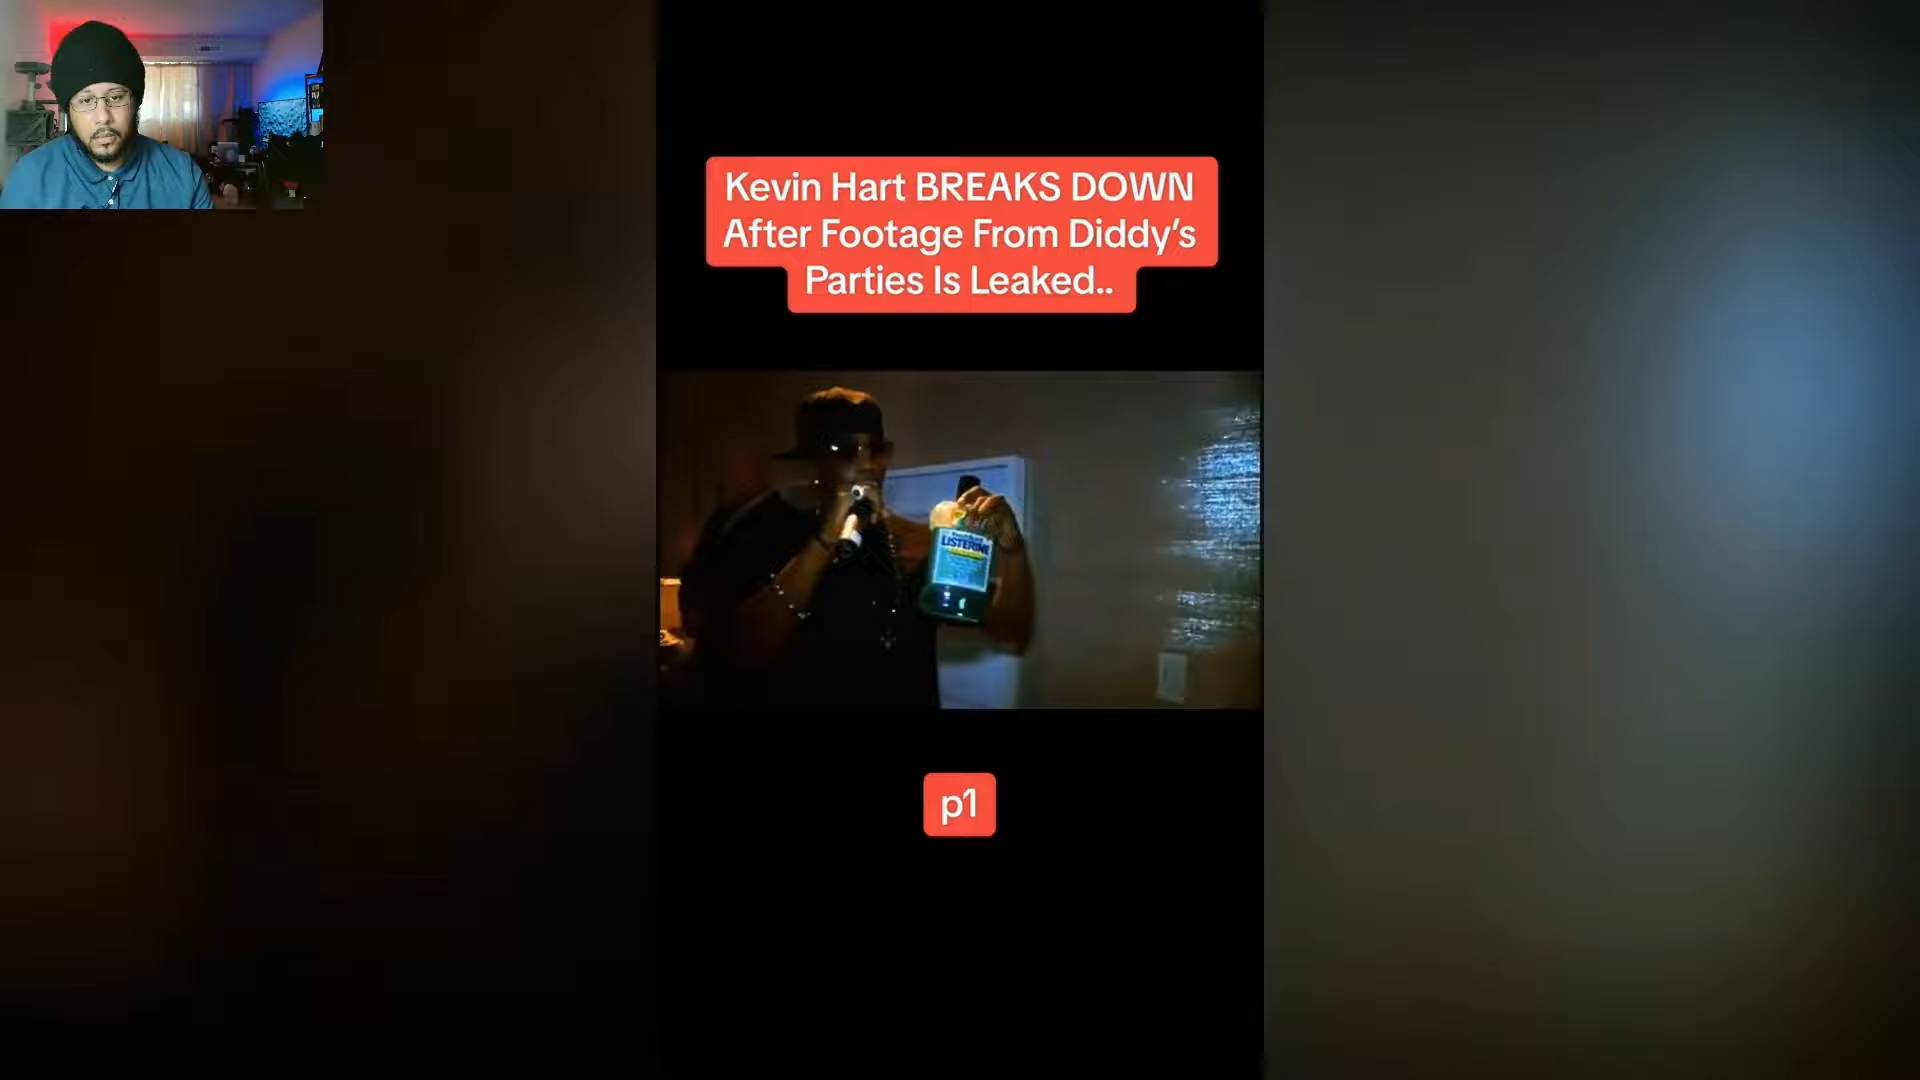 Kevin Hart BREAKS DOWN
After Footage From Diddy’s
Parties Is Leaked..
LISTERINE
p1